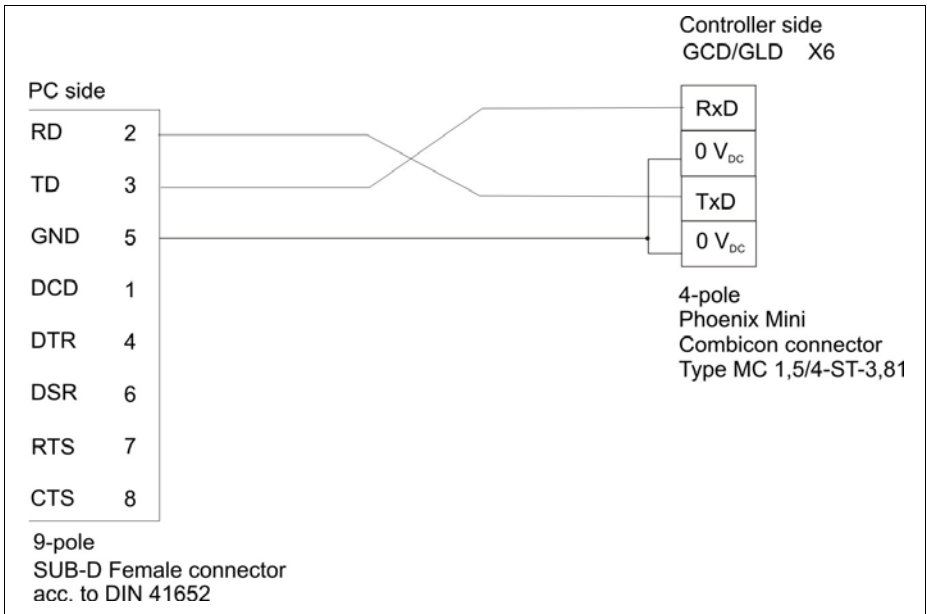 Controller side
GCD/GLD X6
PC side
RD 2
TD 3
GND 5
DCD 1
DTR 4
DSR 6
RTS 7
CTS 8
9-pole
SUB-D Female connector
acc. to DIN 41652
RxD
0 VDC
TxD
0 VDC
4-pole
Phoenix Mini
Combicon connector
Type MC 1,5/4-ST-3,81